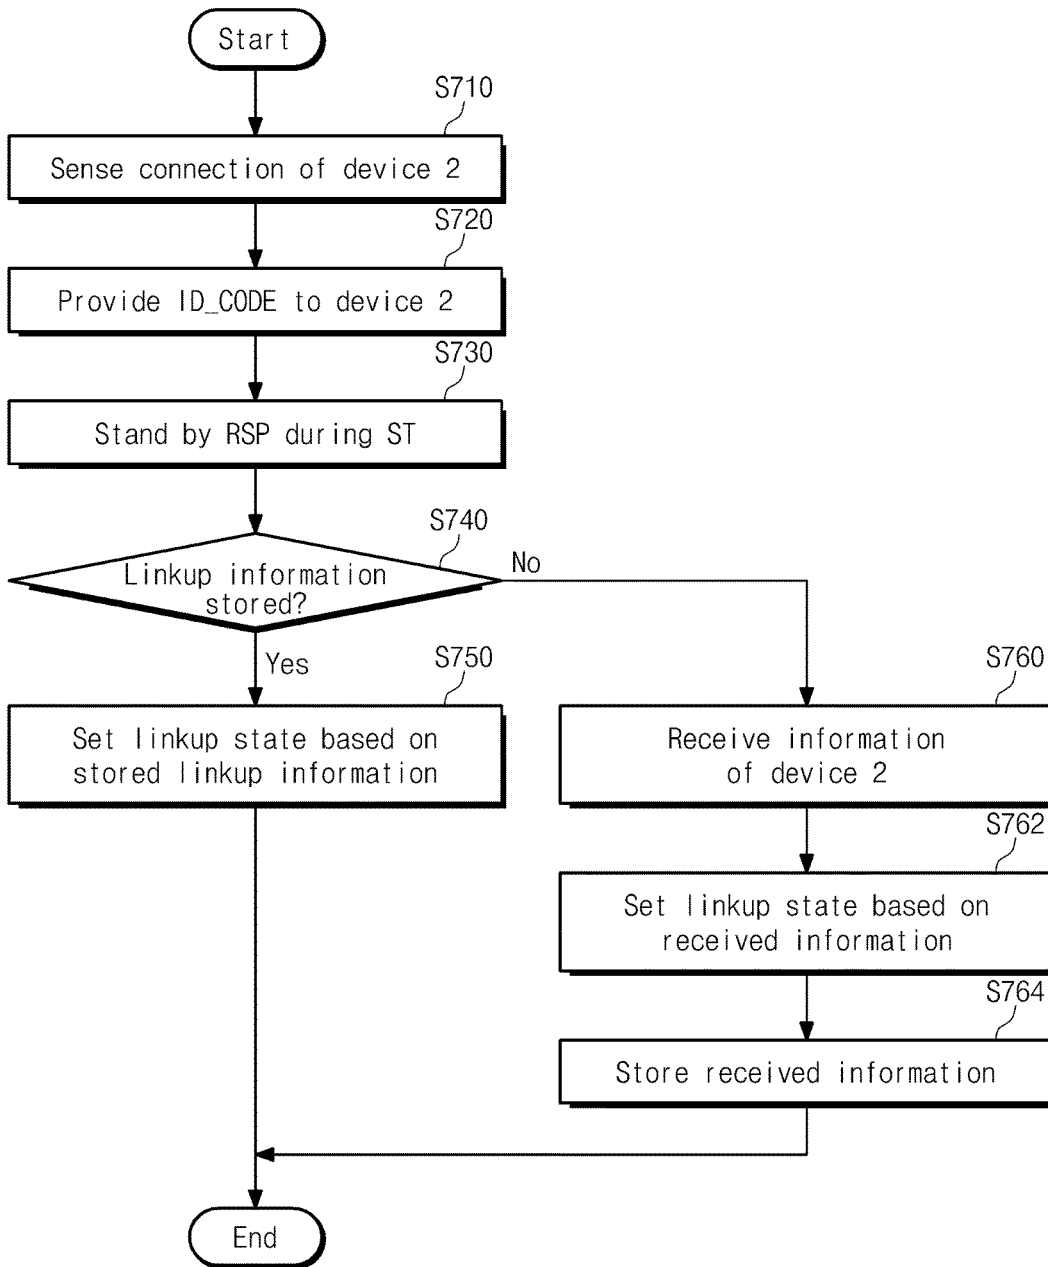 Start
S710
Sense connection of device 2
S720
Provide ID_CODE to device 2
S730
Stand by RSP during ST
S740
Linkup information
stored?
No
Yes
S750
Set linkup state based on
stored linkup information
S760
Receive information
of device 2
S762
Set linkup state based on
received information
S764
Store received information
End